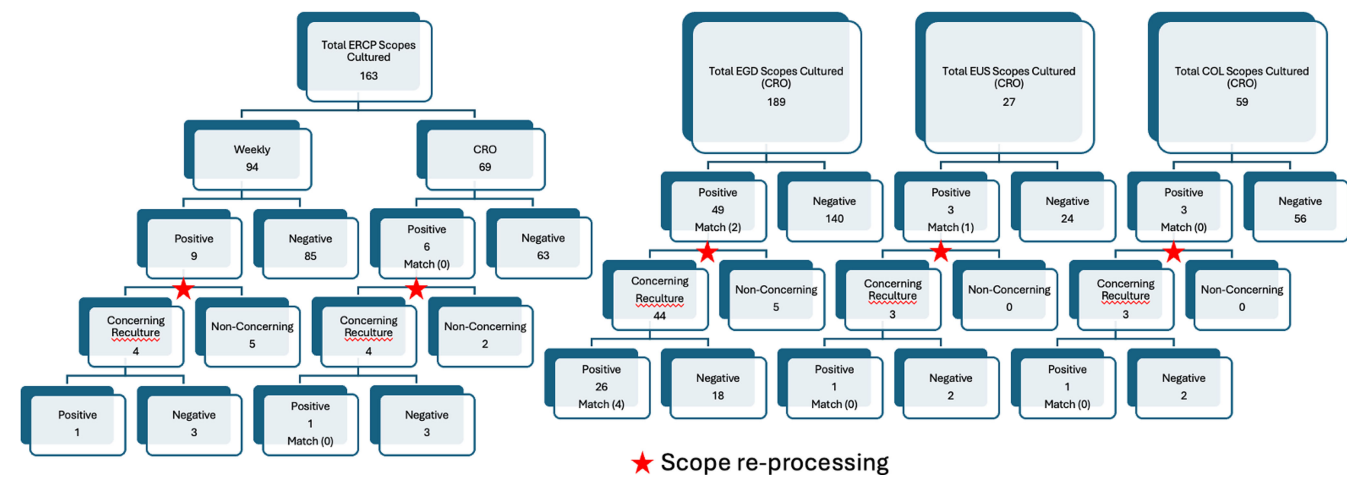 Total ERCP Scopes
Cultured
163
Weekly
94
CRO
69
Positive
9
Negative
85
Positive
6
Match (0)
Negative
63
Concerning
Reculture
4
Non-Concerning
5
Concerning
Reculture
4
Non-Concerning
2
Positive
1
Negative
3
Positive
1
Match (0)
Negative
3
Total EGD Scopes Cultured
(CRO)
189
Total EUS Scopes Cultured
(CRO)
27
Total COL Scopes Cultured
(CRO)
59
Positive
49
Match (2)
Negative
140
Positive
3
Match (1)
Negative
24
Positive
3
Match (0)
Negative
56
Concerning
Reculture
44
Non-Concerning
5
Concerning
Reculture
3
Non-Concerning
0
Concerning
Reculture
3
Non-Concerning
0
Positive
26
Match (4)
Negative
18
Positive
1
Match (0)
Negative
2
Positive
1
Match (0)
Negative
2
Scope re-processing